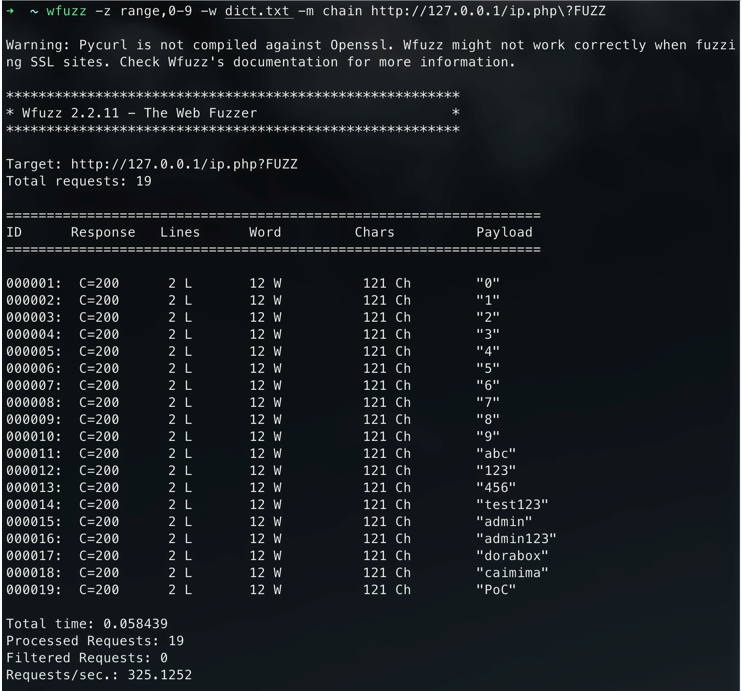 ➜  ~ wfuzz -z range,0-9 -w dict.txt -m chain http://127.0.0.1/ip.php\?FUZZ
Warning: Pycurl is not compiled against Openssl. Wfuzz might not work correctly when fuzzi
ng SSL sites. Check Wfuzz's documentation for more information.
********************************************************
* Wfuzz 2.2.11 - The Web Fuzzer                        *
********************************************************
Target: http://127.0.0.1/ip.php?FUZZ
Total requests: 19
==================================================================
ID      Response   Lines      Word         Chars          Payload
==================================================================
000001:  C=200      2 L       12 W          121 Ch        "0"
000002:  C=200      2 L       12 W          121 Ch        "1"
000003:  C=200      2 L       12 W          121 Ch        "2"
000004:  C=200      2 L       12 W          121 Ch        "3"
000005:  C=200      2 L       12 W          121 Ch        "4"
000006:  C=200      2 L       12 W          121 Ch        "5"
000007:  C=200      2 L       12 W          121 Ch        "6"
000008:  C=200      2 L       12 W          121 Ch        "7"
000009:  C=200      2 L       12 W          121 Ch        "8"
000010:  C=200      2 L       12 W          121 Ch        "9"
000011:  C=200      2 L       12 W          121 Ch        "abc"
000012:  C=200      2 L       12 W          121 Ch        "123"
000013:  C=200      2 L       12 W          121 Ch        "456"
000014:  C=200      2 L       12 W          121 Ch        "test123"
000015:  C=200      2 L       12 W          121 Ch        "admin"
000016:  C=200      2 L       12 W          121 Ch        "admin123"
000017:  C=200      2 L       12 W          121 Ch        "dorabox"
000018:  C=200      2 L       12 W          121 Ch        "caimima"
000019:  C=200      2 L       12 W          121 Ch        "PoC"
Total time: 0.058439
Processed Requests: 19
Filtered Requests: 0
Requests/sec.: 325.1252